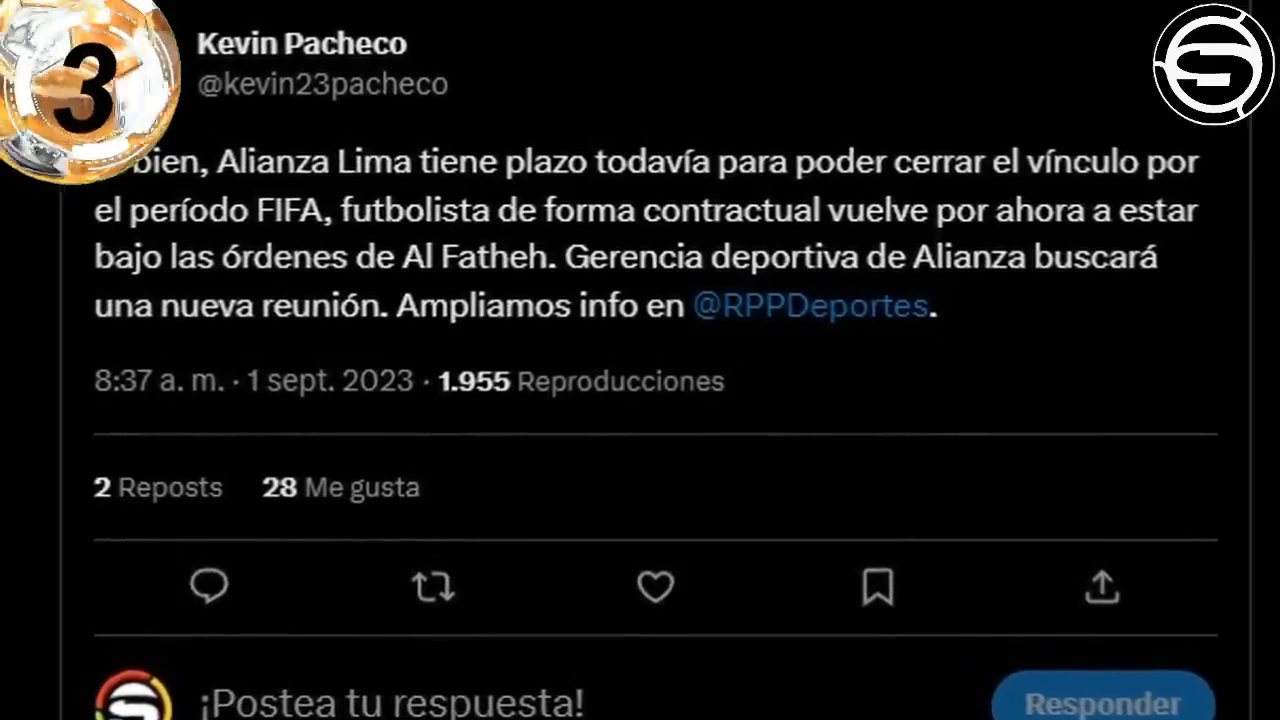 3
Kevin Pacheco
@kevin23pacheco
bien, Alianza Lima tiene plazo todavía para poder cerrar el vínculo por
el período FIFA, futbolista de forma contractual vuelve por ahora a estar
bajo las órdenes de Al Fatheh. Gerencia deportiva de Alianza buscará
una nueva reunión. Ampliamos info en @RPPDeportes.
8:37 a. m. · 1 sept. 2023 · 1.955 Reproducciones
2 Reposts 28 Me gusta
¡Postea tu respuesta!
Responder